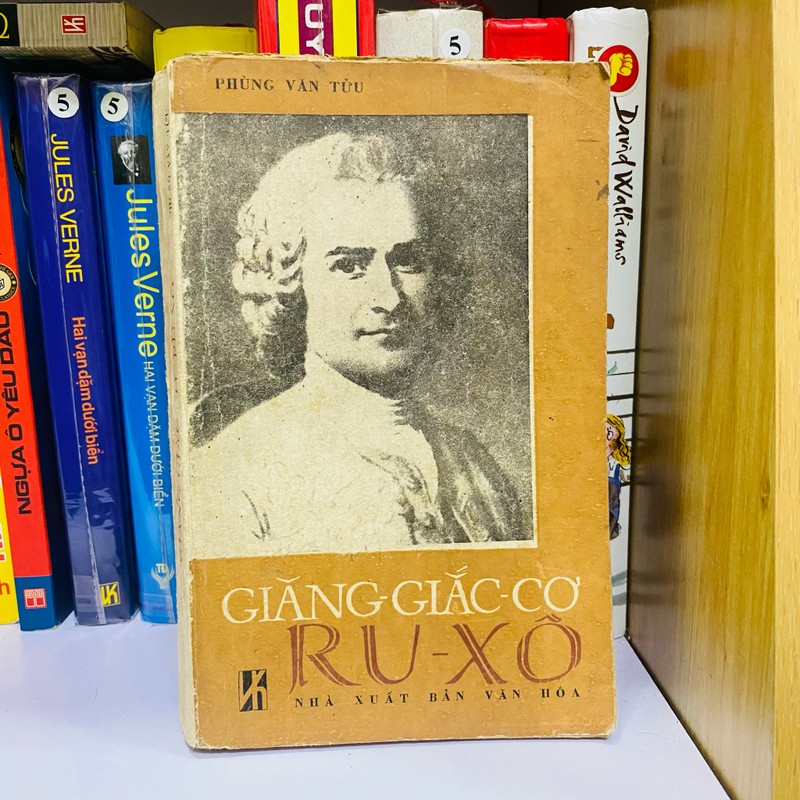 PHÙNG VĂN TỬU
GIĂNG-GIẮC-CƠ
RU-XÔ
NHÀ XUẤT BẢN VĂN HÓA
NGỰA Ô YÊU DẤU
5
JULES VERNE
Hai vạn dặm dưới biển
5
Jules Verne
HAI VẠN DẶM DƯỚI BIỂN
UY
5
David Walliams